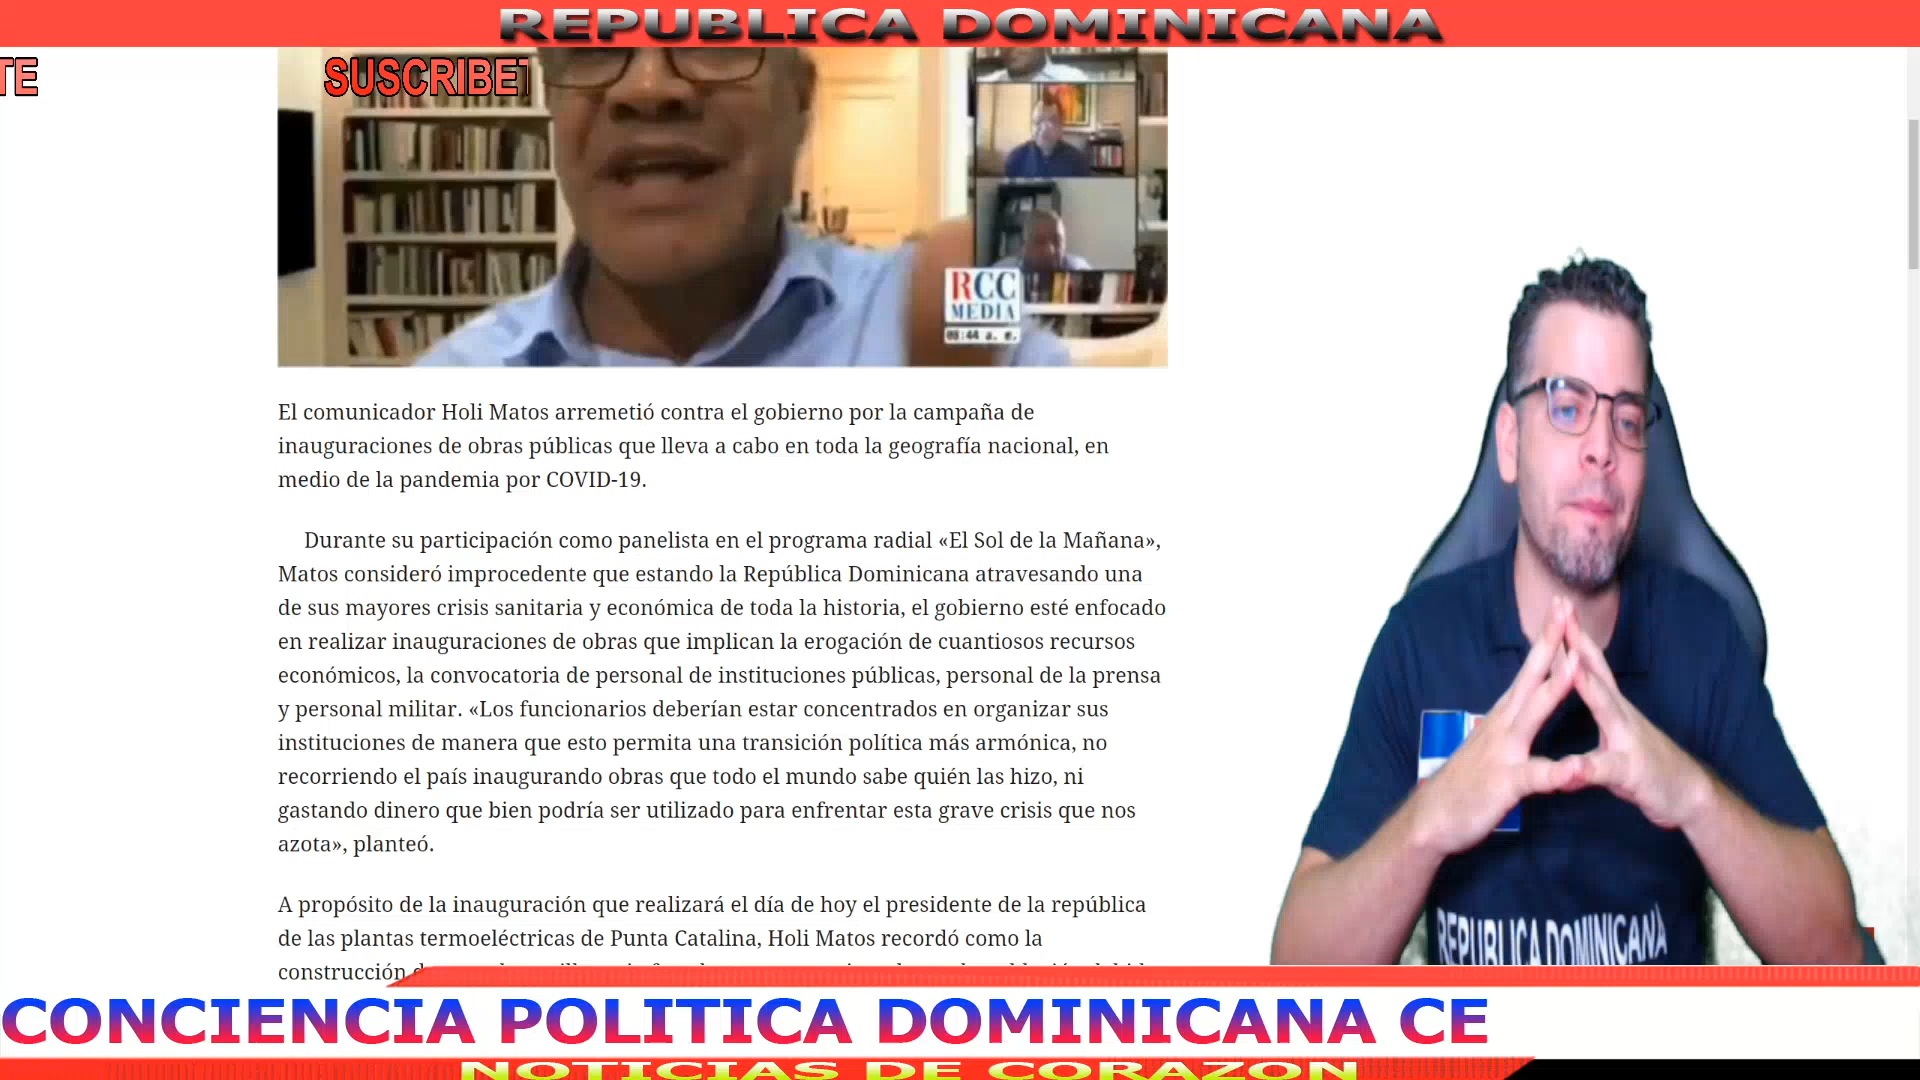 REPUBLICA DOMINICANA
TE
SUSCRIBET
RCC
MEDIA
El comunicador Holi Matos arremetió contra el gobierno por la campaña de
inauguraciones de obras públicas que lleva a cabo en toda la geografía nacional, en
medio de la pandemia por COVID-19.
Durante su participación como panelista en el programa radial «El Sol de la Mañana»,
Matos consideró improcedente que estando la República Dominicana atravesando una
de sus mayores crisis sanitaria y económica de toda la historia, el gobierno esté enfocado
en realizar inauguraciones de obras que implican la erogación de cuantiosos recursos
económicos, la convocatoria de personal de instituciones públicas, personal de la prensa
y personal militar. «Los funcionarios deberían estar concentrados en organizar sus
instituciones de manera que esto permita una transición política más armónica, no
recorriendo el país inaugurando obras que todo el mundo sabe quién las hizo, ni
gastando dinero que bien podría ser utilizado para enfrentar esta grave crisis que nos
azota», planteó.
A propósito de la inauguración que realizará el día de hoy el presidente de la república
de las plantas termoeléctricas de Punta Catalina, Holi Matos recordó como la
construcción
REPUBLICA DOMINICANA
CONCIENCIA POLITICA DOMINICANA CE
NOTICIAS DE CORAZON